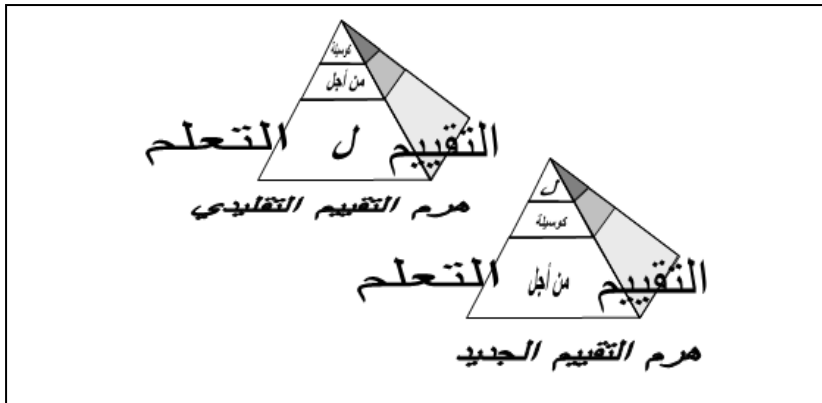 كوسيلة
من أجل
التقييم ل التعلم
هرم التقييم التقليدي
ل
كوسيلة
التقييم من أجل التعلم
هرم التقييم الجديد